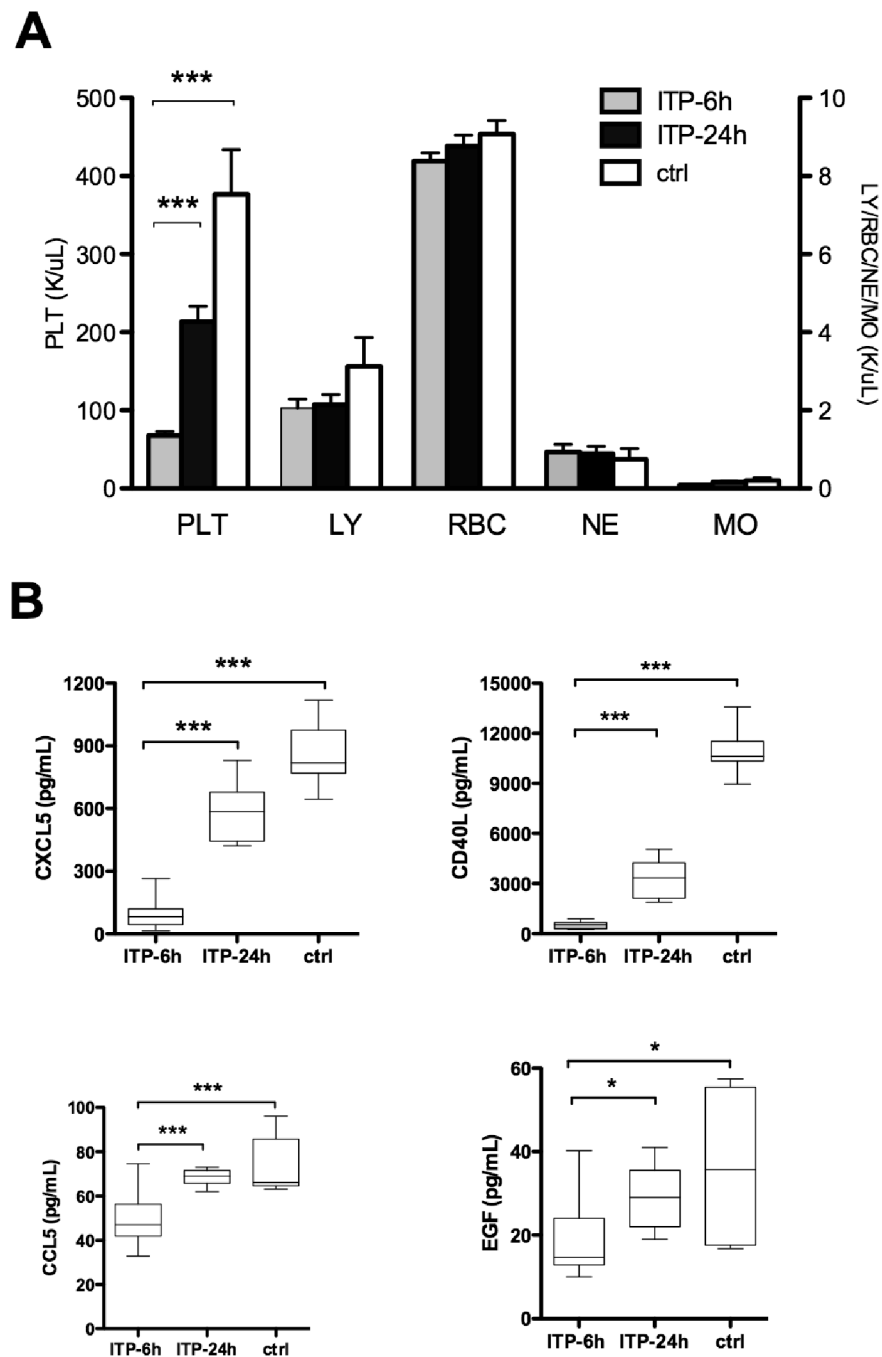 A
***
***
500
400
300
200
100
0
PLT (K/uL)
ITP-6h
ITP-24h
ctrl
10
8
6
4
2
0
LY/RBC/NE/MO (K/uL)
PLT LY RBC NE MO
B
***
***
1200
900
600
300
0
CXCL5 (pg/mL)
ITP-6h ITP-24h ctrl
***
***
15000
12000
9000
6000
3000
0
CD40L (pg/mL)
ITP-6h ITP-24h ctrl
***
***
100
80
60
40
20
0
CCL5 (pg/mL)
ITP-6h ITP-24h ctrl
*
*
60
40
20
0
EGF (pg/mL)
ITP-6h ITP-24h ctrl